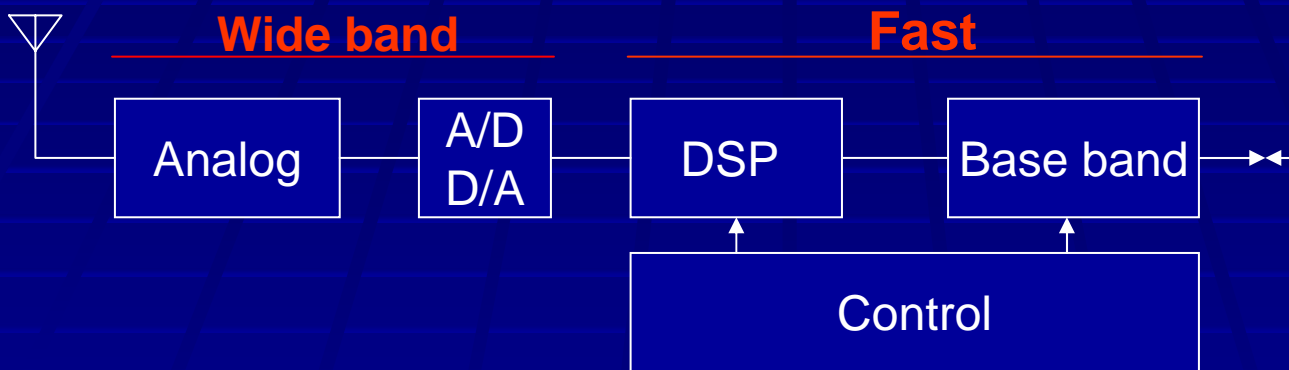 Wide band
Fast
Analog
A/D
D/A
DSP
Base band
Control